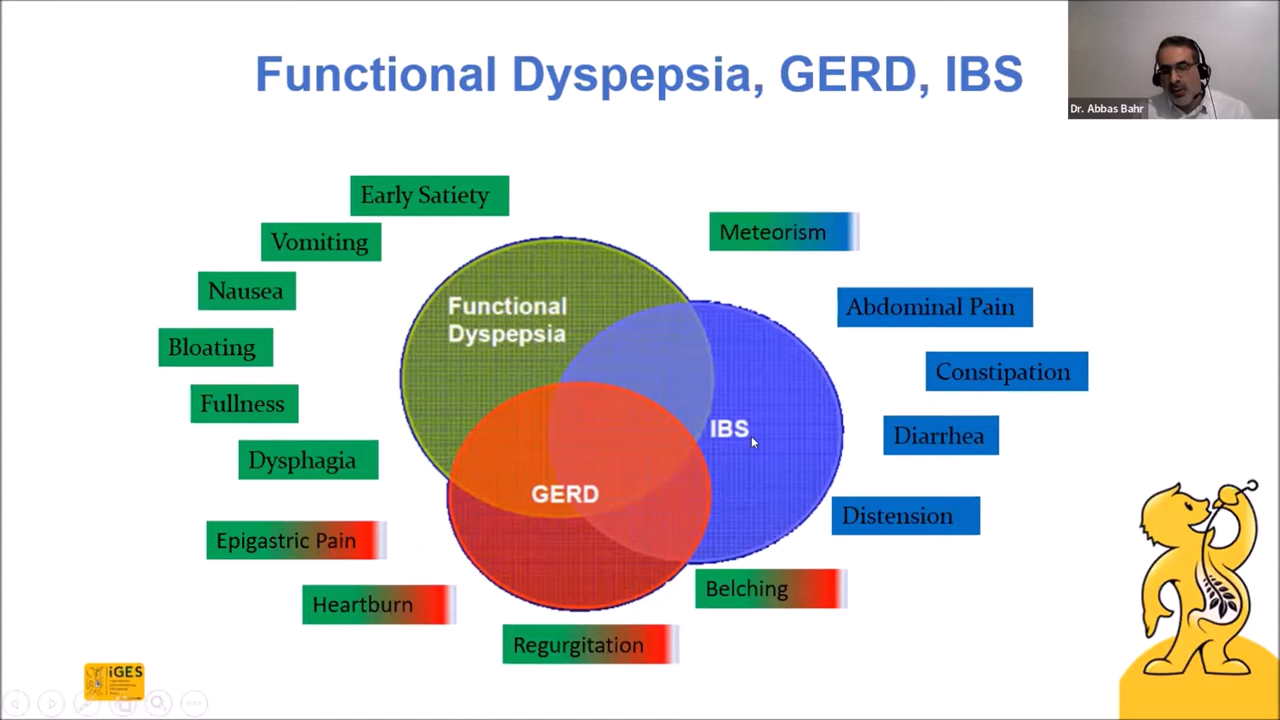 Functional Dyspepsia, GERD, IBS
Dr. Abbas Bahr
Early Satiety
Vomiting
Meteorism
Nausea
Functional
Dyspepsia
Abdominal Pain
Bloating
Constipation
Fullness
IBS
Diarrhea
Dysphagia
GERD
Distension
Epigastric Pain
Belching
Heartburn
Regurgitation
iGES